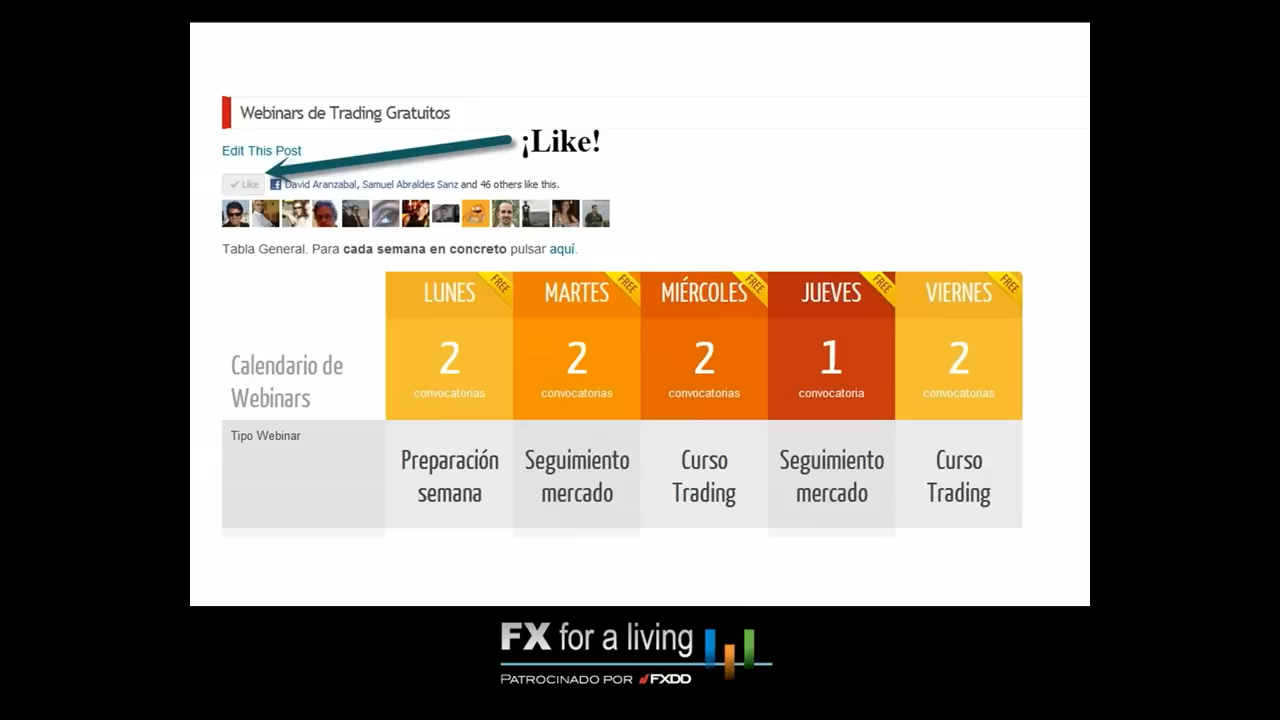 Webinars de Trading Gratuitos
¡Like!
Edit This Post
Like
David Aranzabal, Samuel Abraldes Sanz and 46 others like this.
Tabla General. Para cada semana en concreto pulsar aquí.
LUNES FREE MARTES FREE MIÉRCOLES FREE JUEVES FREE VIERNES FREE
2 2 2 1 2
convocatorias convocatorias convocatorias convocatoria convocatorias
Calendario de
Webinars
Tipo Webinar
Preparación Seguimiento Curso Seguimiento Curso
semana mercado Trading mercado Trading
FX for a living
PATROCINADO POR FXDD